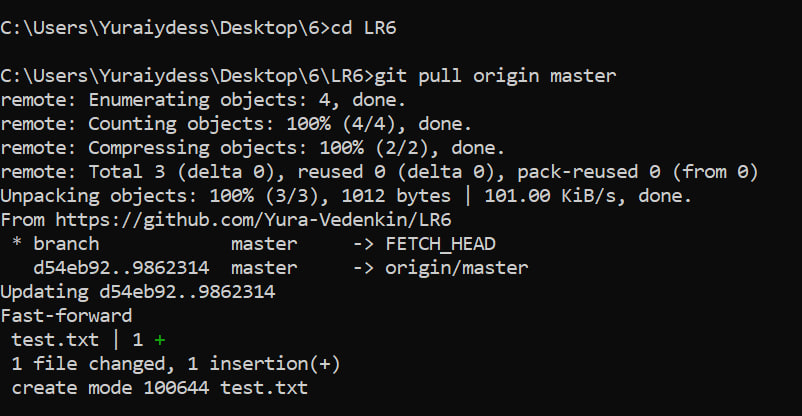 C:\Users\Yuraiydess\Desktop\6>cd LR6
C:\Users\Yuraiydess\Desktop\6\LR6>git pull origin master
remote: Enumerating objects: 4, done.
remote: Counting objects: 100% (4/4), done.
remote: Compressing objects: 100% (2/2), done.
remote: Total 3 (delta 0), reused 0 (delta 0), pack-reused 0 (from 0)
Unpacking objects: 100% (3/3), 1012 bytes | 101.00 KiB/s, done.
From https://github.com/Yura-Vedenkin/LR6
 * branch            master     -> FETCH_HEAD
   d54eb92..9862314  master     -> origin/master
Updating d54eb92..9862314
Fast-forward
 test.txt | 1 +
 1 file changed, 1 insertion(+)
 create mode 100644 test.txt